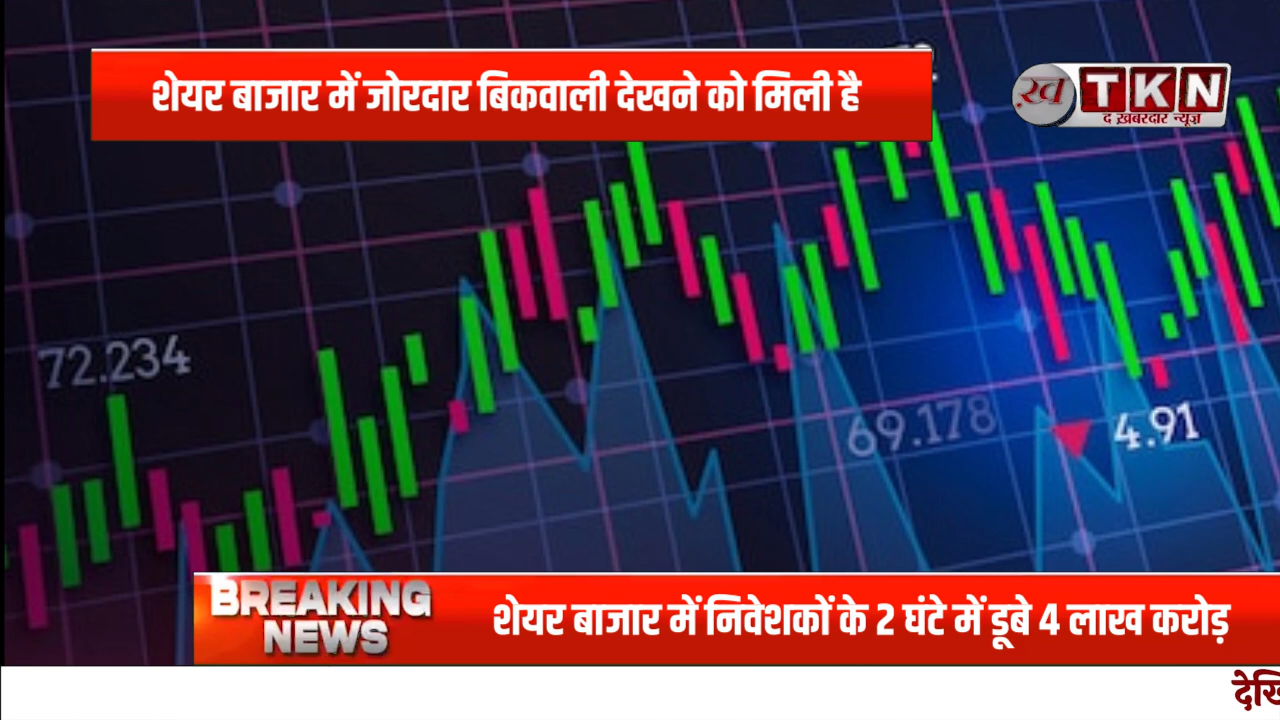 शेयर बाजार में जोरदार बिकवाली देखने को मिली है
ख़
TKN
द ख़बरदार न्यूज़
72.234
69.178
4.91
BREAKING
NEWS
शेयर बाजार में निवेशकों के 2 घंटे में डूबे 4 लाख करोड़